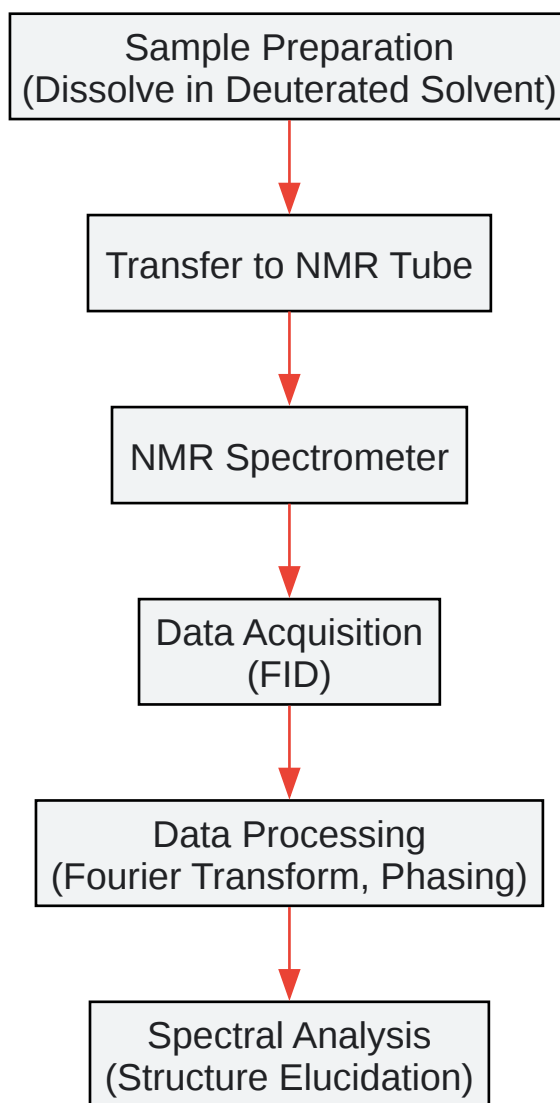 Sample Preparation
(Dissolve in Deuterated Solvent)
Transfer to NMR Tube
NMR Spectrometer
Data Acquisition
(FID)
Data Processing
(Fourier Transform, Phasing)
Spectral Analysis
(Structure Elucidation)